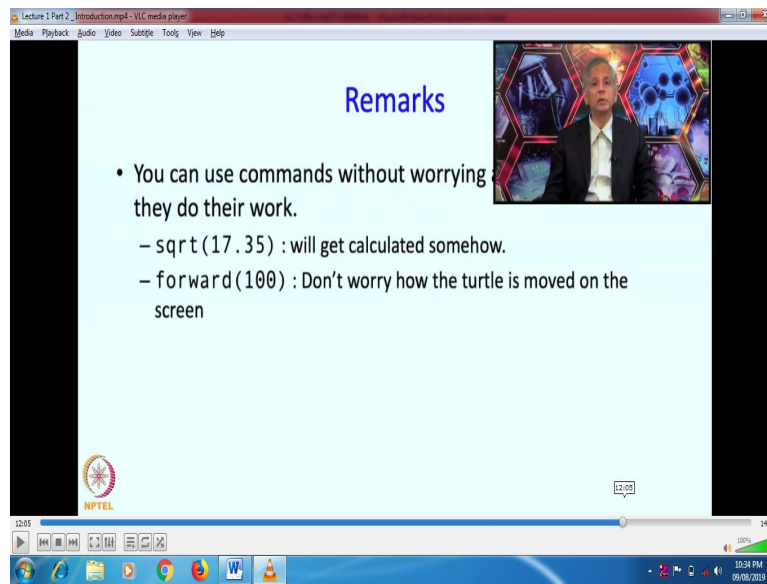 Lecture 1 Part 2 _ Introduction.mp4 - VLC media player
Media Playback Audio Video Subtitle Tools View Help
Remarks
• You can use commands without worrying
they do their work.
– sqrt(17.35) : will get calculated somehow.
– forward(100) : Don't worry how the turtle is moved on the
screen
NPTEL
12:05
12:05
14
100%
W
10:34 PM
09/08/2019